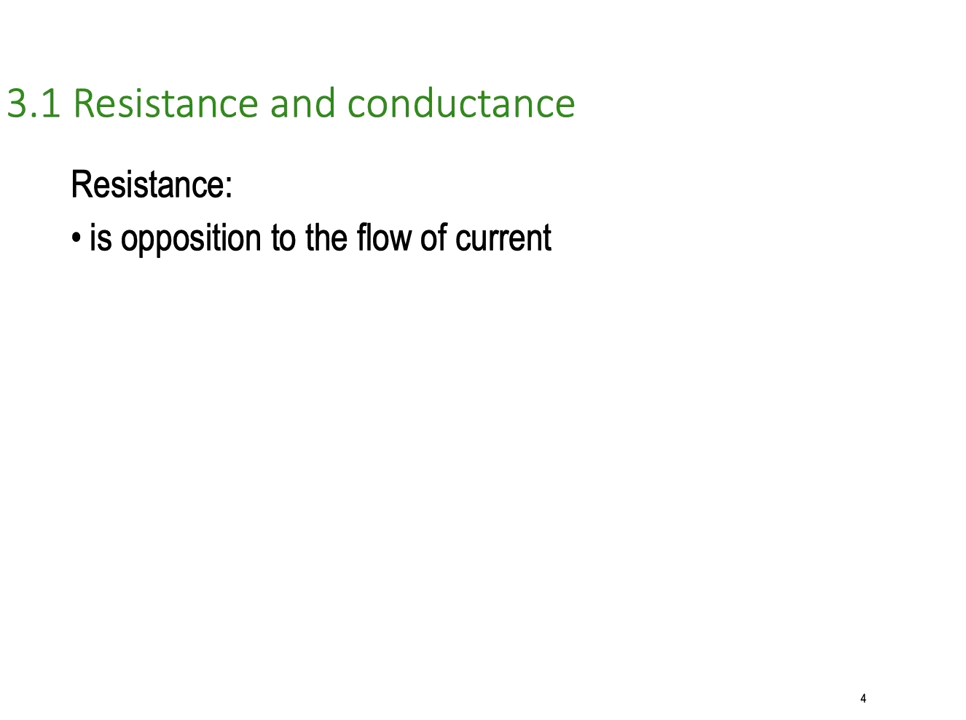 3.1 Resistance and conductance
Resistance:
• is opposition to the flow of current
4